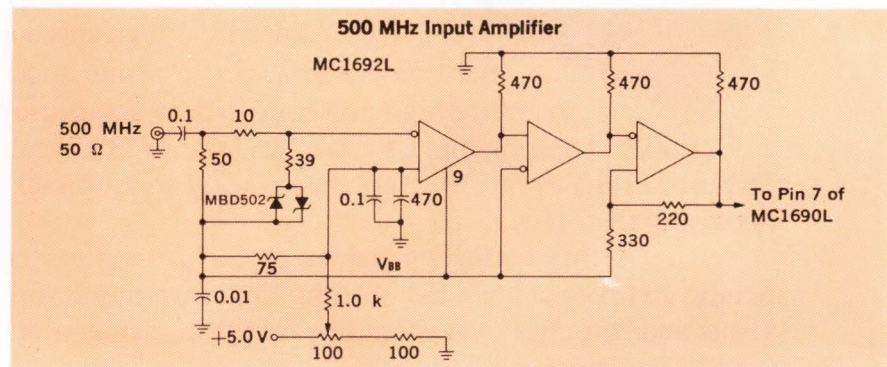 500 MHz Input Amplifier
MC1692L
470
470
470
0.1
10
500 MHz
50 Ω
50
39
9
MBD502
0.1
470
To Pin 7 of
MC1690L
220
330
VBB
75
0.01
1.0 k
+5.0 V
100
100